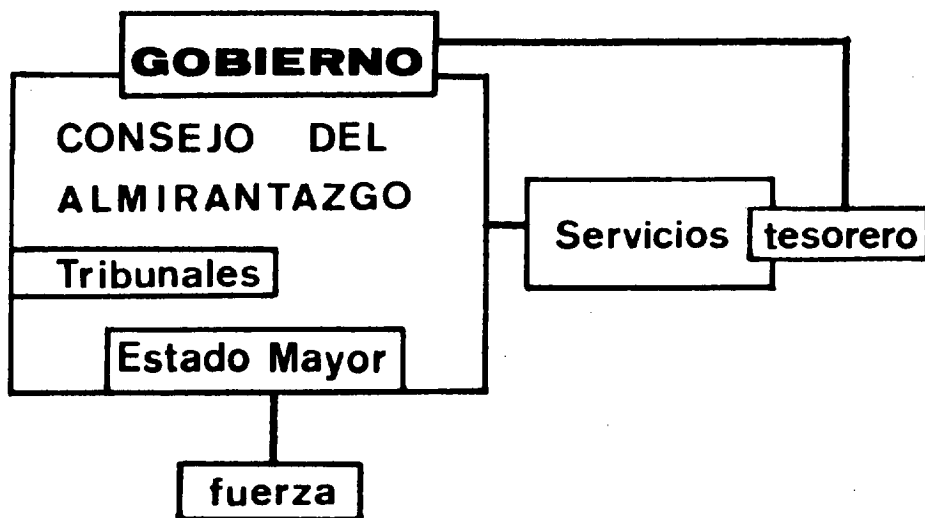 GOBIERNO
CONSEJO DEL
ALMIRANTAZGO
Servicios
tesorero
Tribunales
Estado Mayor
fuerza